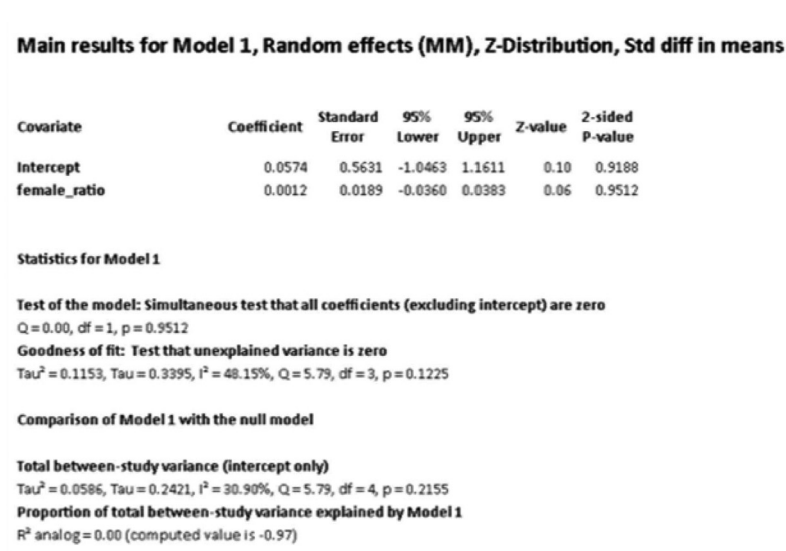 Main results for Model 1, Random effects (MM), Z-Distribution, Std diff in means
Covariate Coefficient Standard Error 95% Lower 95% Upper Z-value 2-sided P-value
Intercept 0.0574 0.5631 -1.0463 1.1611 0.10 0.9188
female_ratio 0.0012 0.0189 -0.0360 0.0383 0.06 0.9512
Statistics for Model 1
Test of the model: Simultaneous test that all coefficients (excluding intercept) are zero
Q = 0.00, df = 1, p = 0.9512
Goodness of fit: Test that unexplained variance is zero
Tau² = 0.1153, Tau = 0.3395, I² = 48.15%, Q = 5.79, df = 3, p = 0.1225
Comparison of Model 1 with the null model
Total between-study variance (intercept only)
Tau² = 0.0586, Tau = 0.2421, I² = 30.90%, Q = 5.79, df = 4, p = 0.2155
Proportion of total between-study variance explained by Model 1
R² analog = 0.00 (computed value is -0.97)